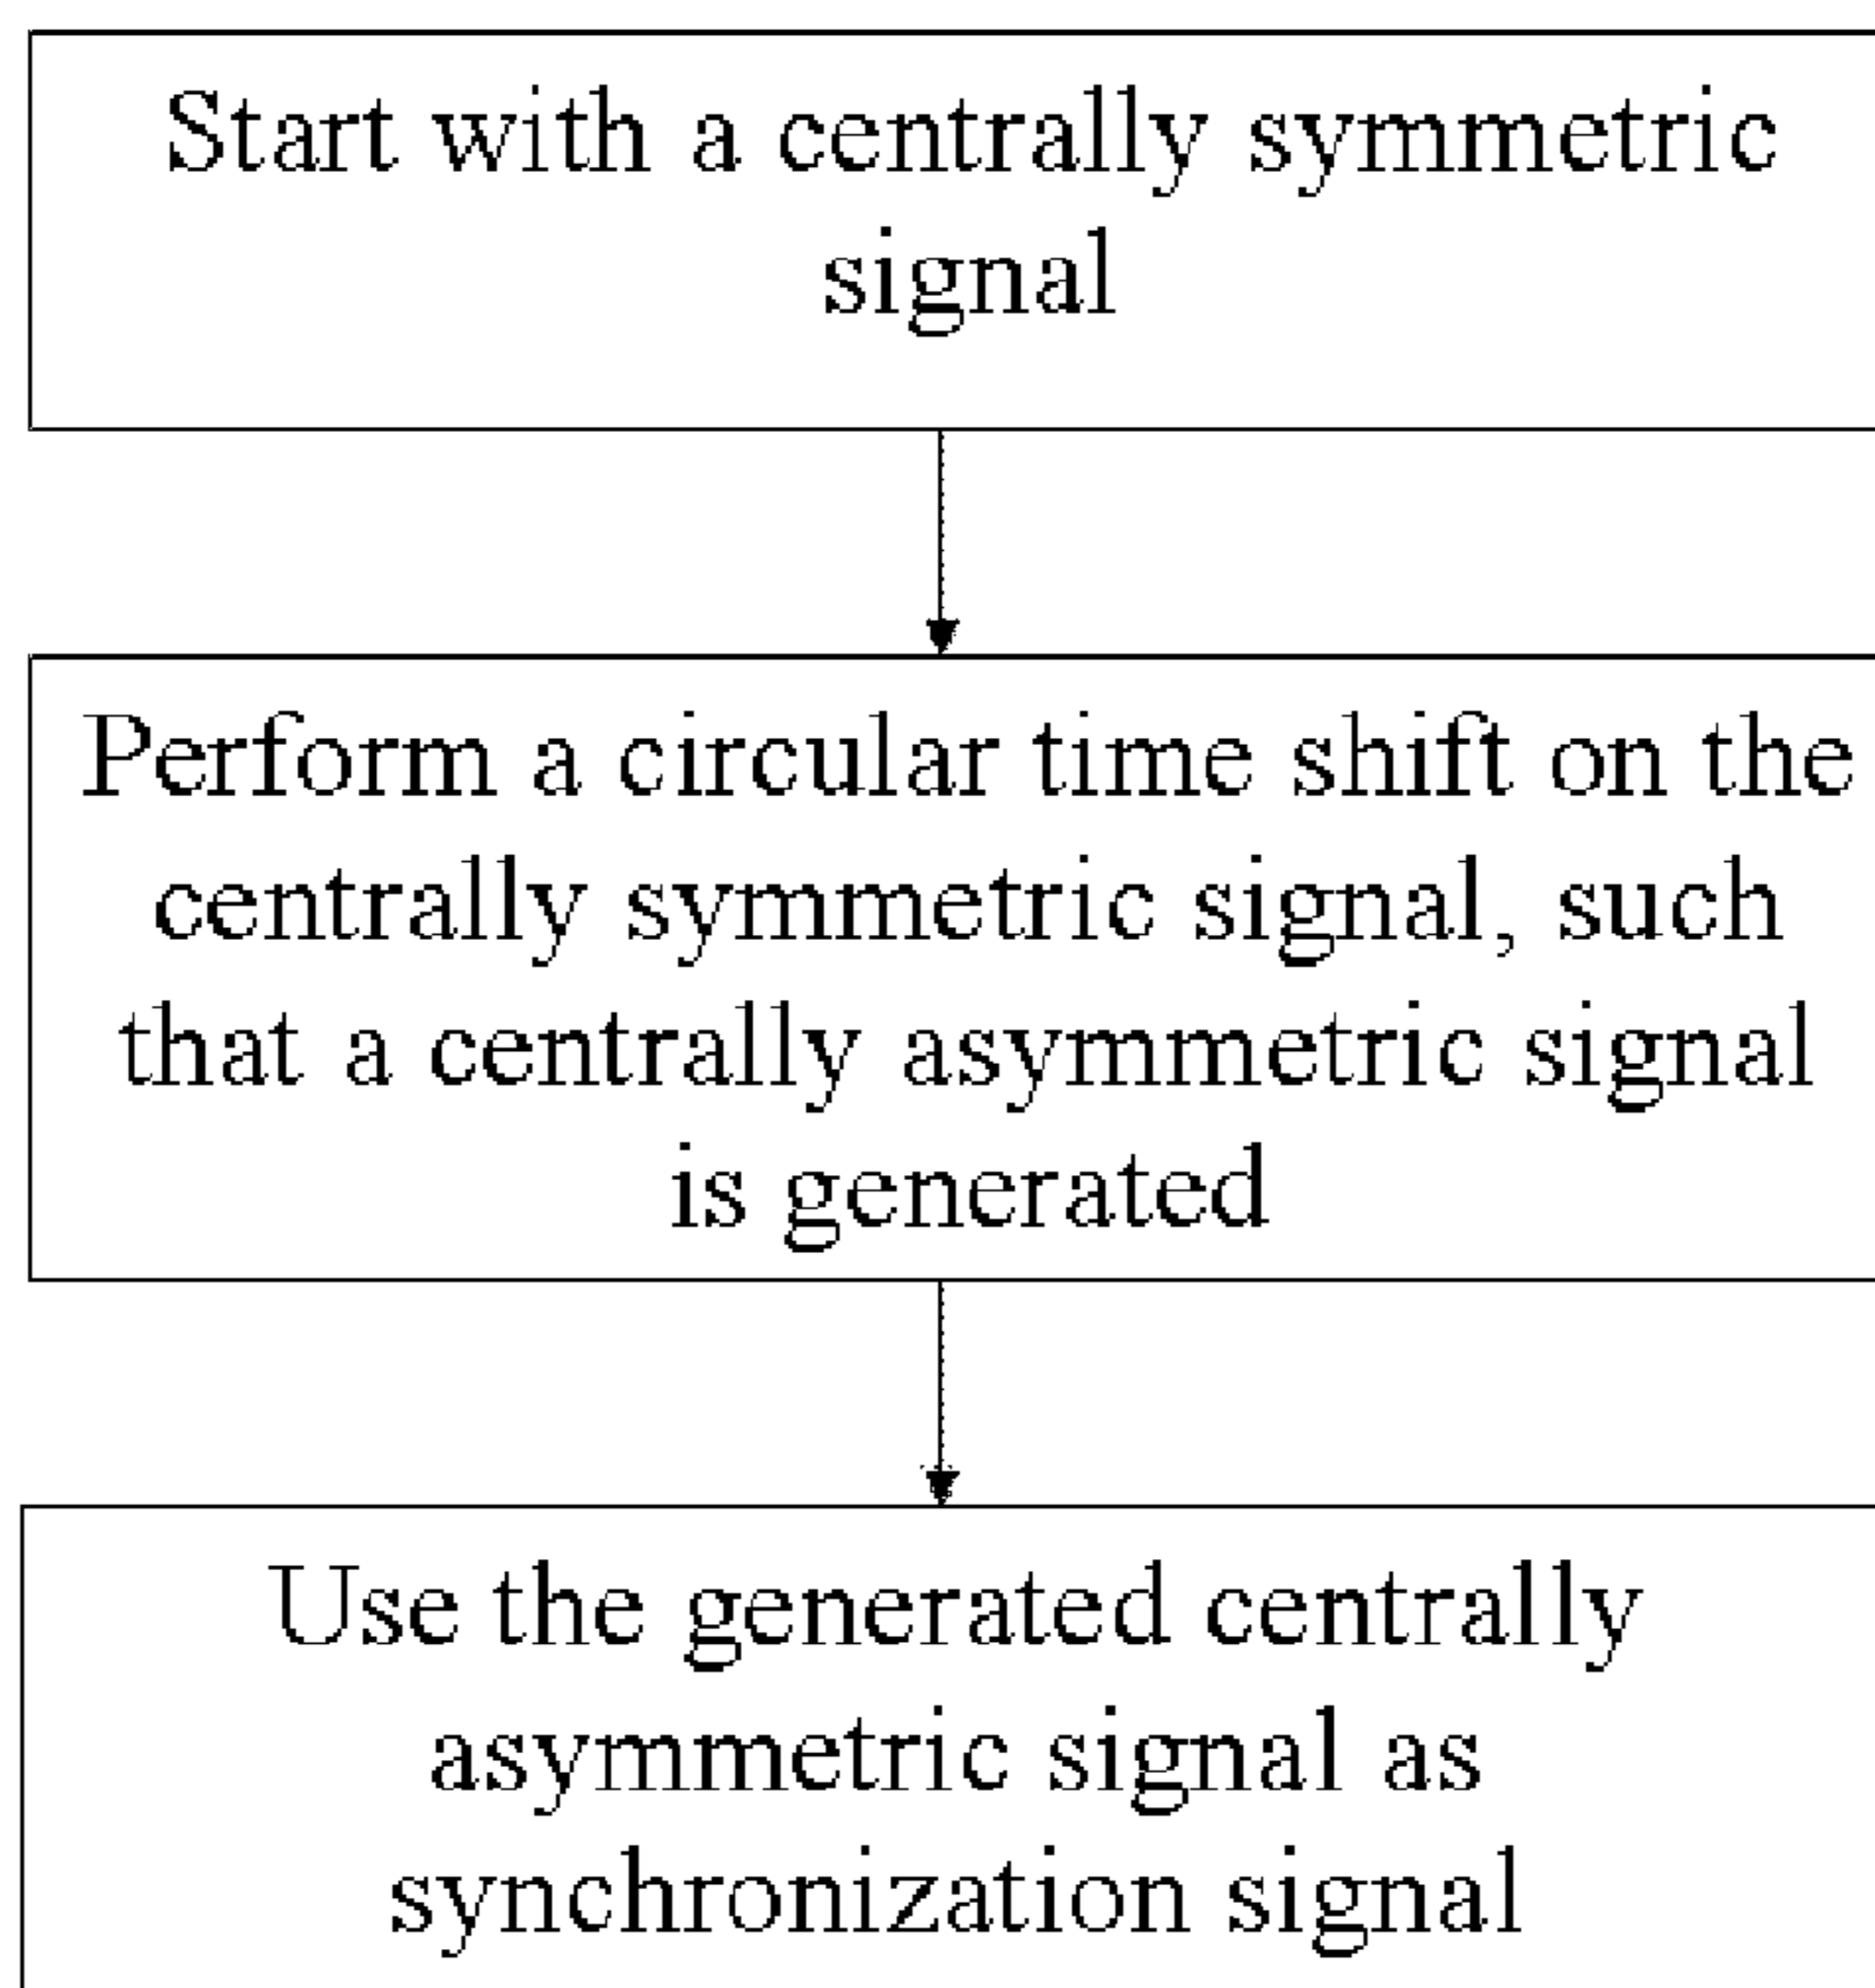 Start with a centrally symmetric
signal
Perform a circular time shift on the
centrally symmetric signal, such
that a centrally asymmetric signal
is generated
Use the generated centrally
asymmetric signal as
synchronization signal